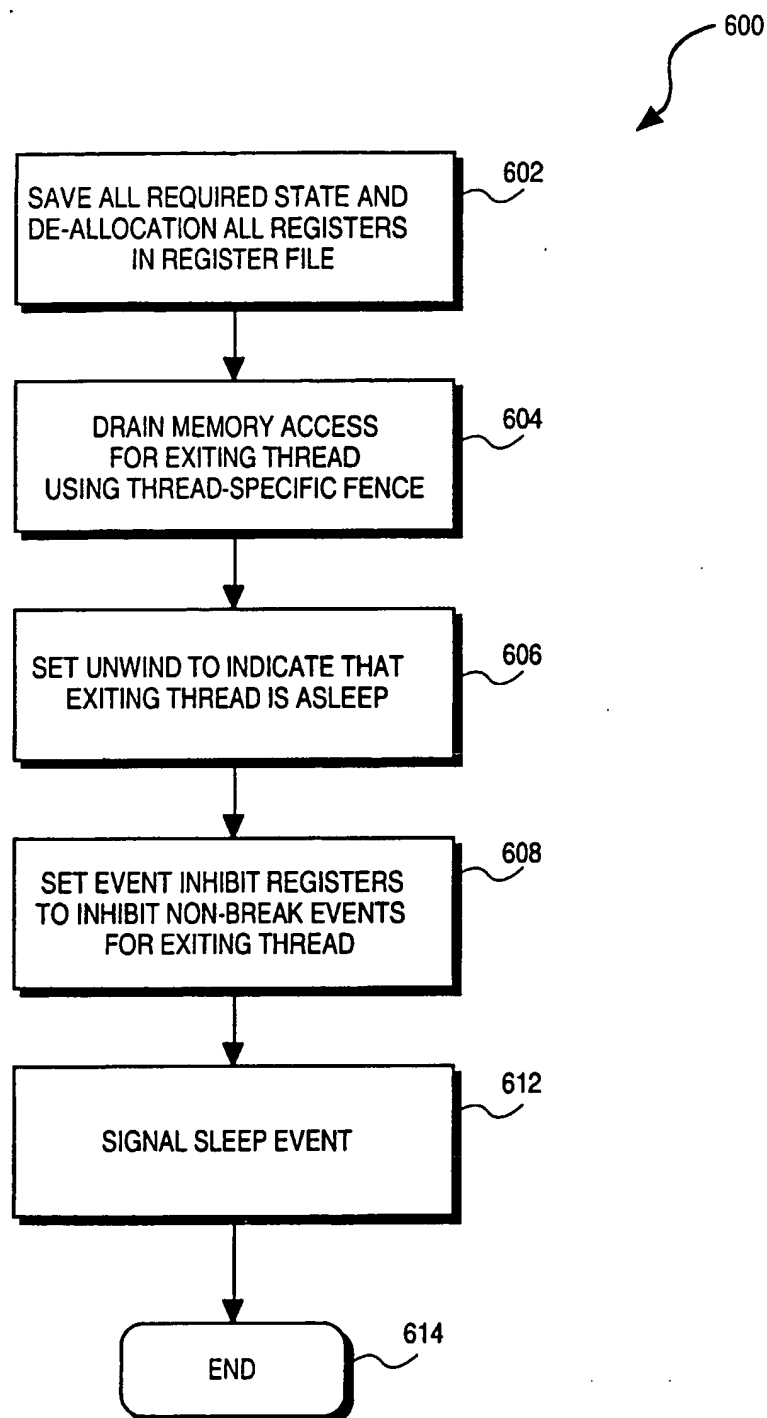 600
602
SAVE ALL REQUIRED STATE AND
DE-ALLOCATION ALL REGISTERS
IN REGISTER FILE
604
DRAIN MEMORY ACCESS
FOR EXITING THREAD
USING THREAD-SPECIFIC FENCE
606
SET UNWIND TO INDICATE THAT
EXITING THREAD IS ASLEEP
608
SET EVENT INHIBIT REGISTERS
TO INHIBIT NON-BREAK EVENTS
FOR EXITING THREAD
612
SIGNAL SLEEP EVENT
614
END